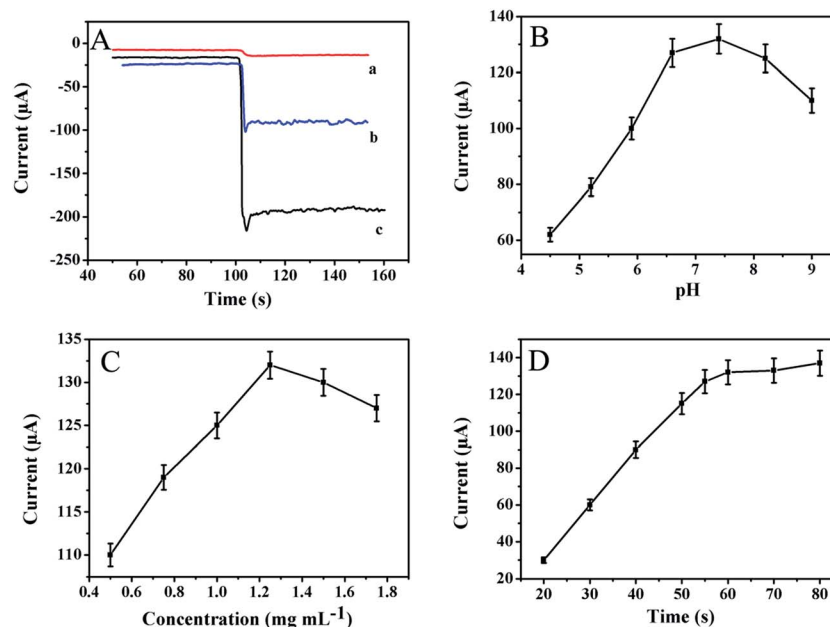 A
Current (µA)
0
-50
-100
-150
-200
-250
40 60 80 100 120 140 160
Time (s)
a
b
c
B
Current (µA)
140
120
100
80
60
4 5 6 7 8 9
pH
C
Current (µA)
135
130
125
120
115
110
0.4 0.6 0.8 1.0 1.2 1.4 1.6 1.8
Concentration (mg mL-1)
D
Current (µA)
140
120
100
80
60
40
20
20 30 40 50 60 70 80
Time (s)